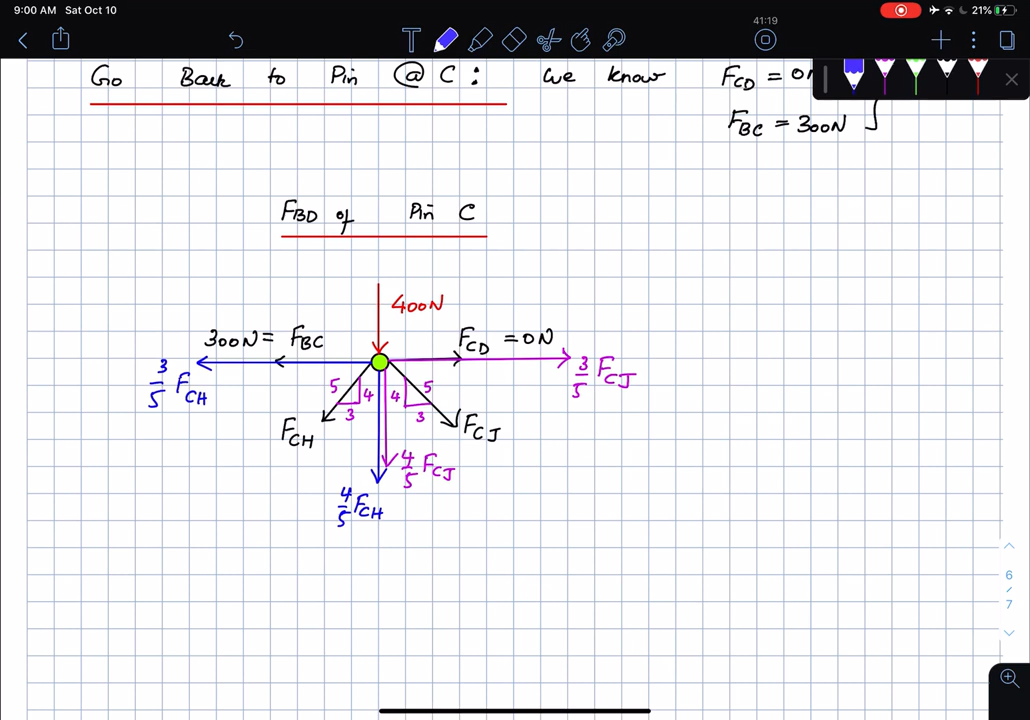 9:00 AM Sat Oct 10
41:19
21%
Go Back to Pin @ C : We know
F_CD = 0N
F_BC = 300N
FBD of Pin C
400N
300N = F_BC
F_CD = 0N
3/5 F_CH
3/5 F_CJ
5 4 3
4 5 3
F_CH
F_CJ
4/5 F_CJ
4/5 F_CH
6
/
7